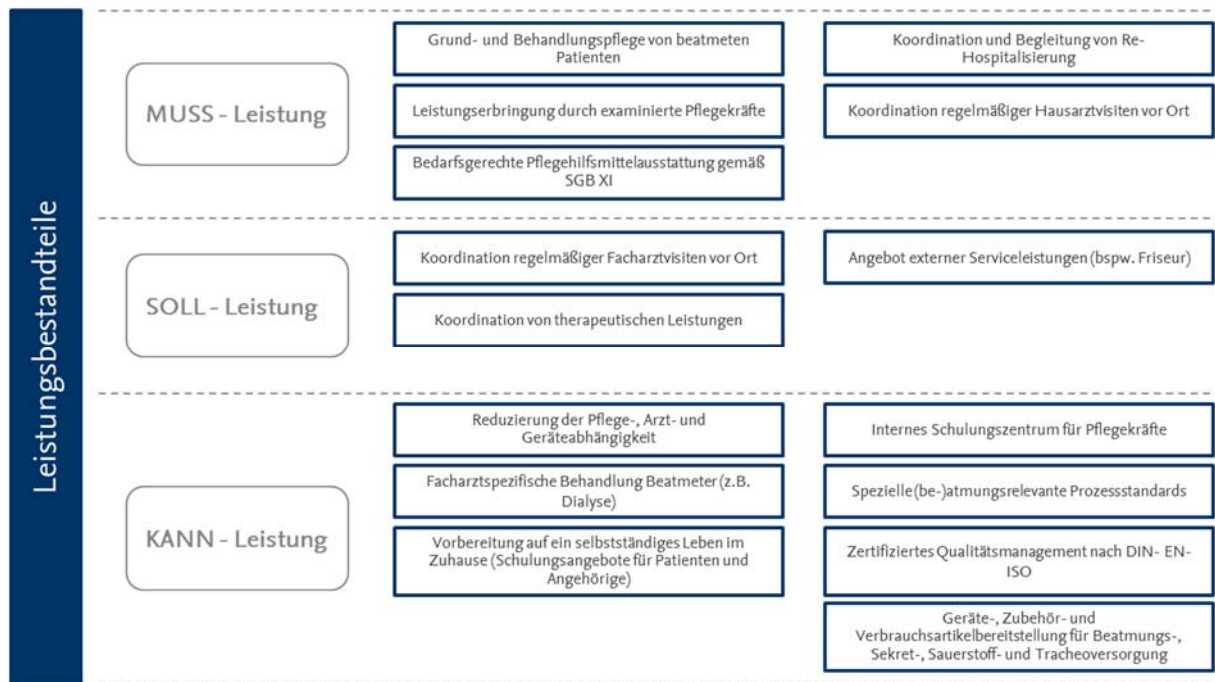 Leistungsbestandteile
MUSS - Leistung
Grund- und Behandlungspflege von beatmeten
Patienten
Leistungserbringung durch examinierte Pflegekräfte
Bedarfsgerechte Pflegehilfsmittelausstattung gemäß
SGB XI
Koordination und Begleitung von Re-
Hospitalisierung
Koordination regelmäßiger Hausarztvisiten vor Ort
SOLL - Leistung
Koordination regelmäßiger Facharztvisiten vor Ort
Koordination von therapeutischen Leistungen
Angebot externer Serviceleistungen (bspw. Friseur)
KANN - Leistung
Reduzierung der Pflege-, Arzt- und
Geräteabhängigkeit
Facharztspezifische Behandlung Beatmeter (z.B.
Dialyse)
Vorbereitung auf ein selbstständiges Leben im
Zuhause (Schulungsangebote für Patienten und
Angehörige)
Internes Schulungszentrum für Pflegekräfte
Spezielle (be-)atmungsrelevante Prozessstandards
Zertifiziertes Qualitätsmanagement nach DIN- EN-
ISO
Geräte-, Zubehör- und
Verbrauchsartikelbereitstellung für Beatmungs-,
Sekret-, Sauerstoff- und Tracheoversorgung